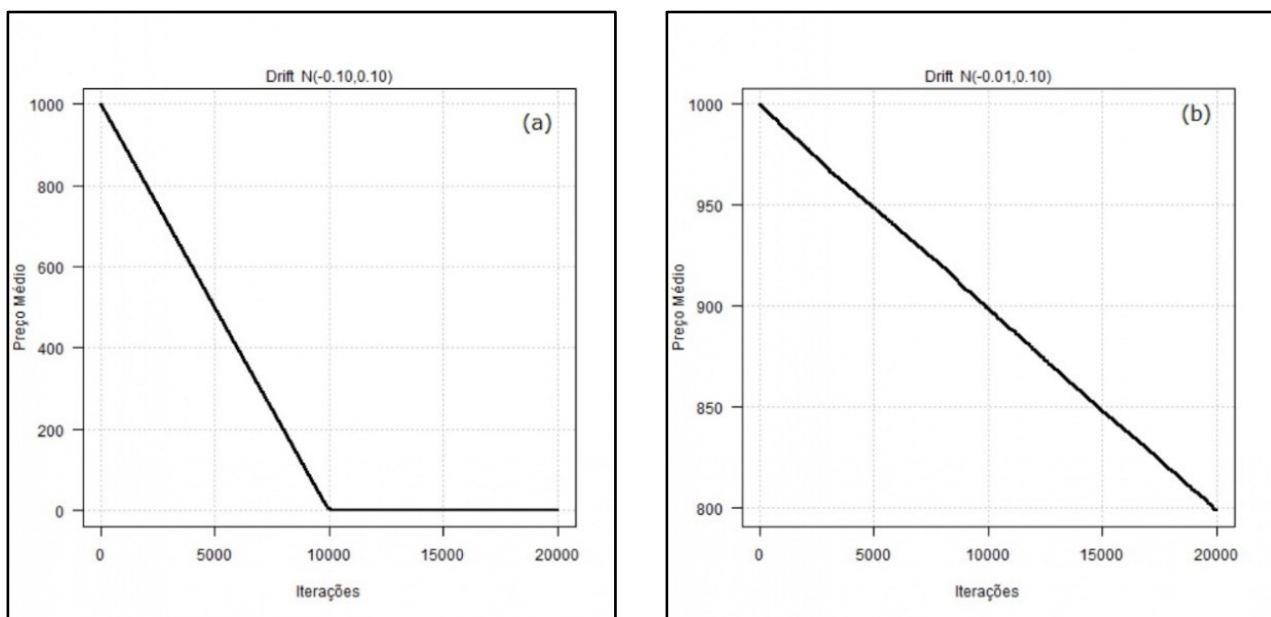 Drift N(-0.10,0.10)
(a)
1000
800
600
400
200
0
Preço Médio
0 5000 10000 15000 20000
Iterações
Drift N(-0.01,0.10)
(b)
1000
950
900
850
800
Preço Médio
0 5000 10000 15000 20000
Iterações